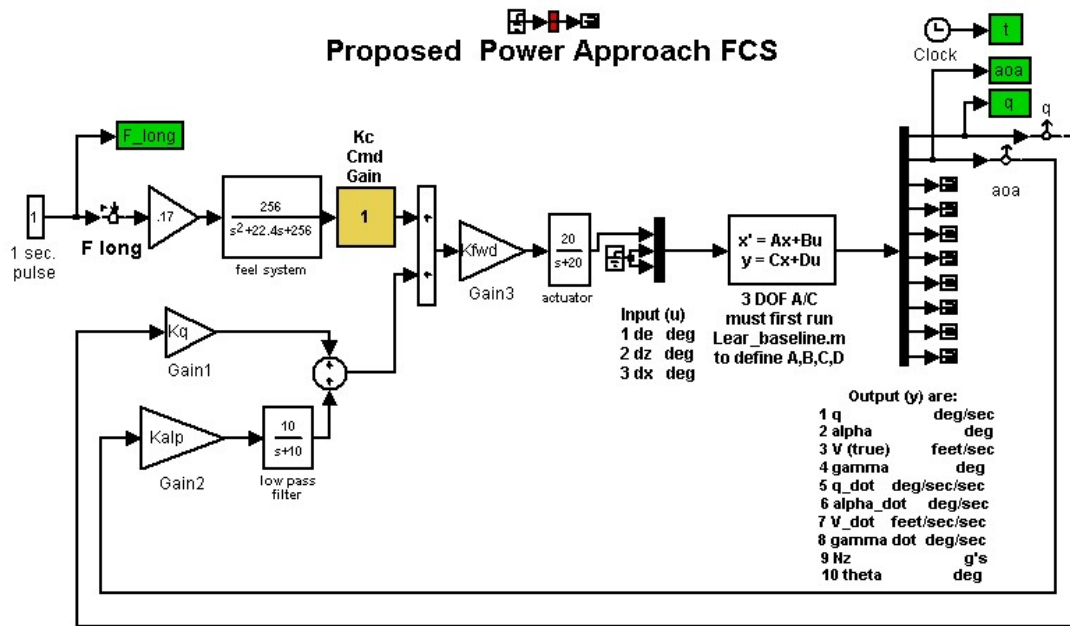 Proposed Power Approach FCS
Clock
t
aoa
q
q
aoa
F_long
1
1 sec.
pulse
F long
.17
256
s²+22.4s+256
feel system
Kc
Cmd
Gain
1
Kfwd
Gain3
20
s+20
actuator
Input (u)
1 de deg
2 dz deg
3 dx deg
x' = Ax+Bu
y = Cx+Du
3 DOF A/C
must first run
Lear_baseline.m
to define A,B,C,D
Kq
Gain1
Kalp
Gain2
10
s+10
low pass
filter
Output (y) are:
1 q deg/sec
2 alpha deg
3 V (true) feet/sec
4 gamma deg
5 q_dot deg/sec/sec
6 alpha_dot deg/sec
7 V_dot feet/sec/sec
8 gamma dot deg/sec
9 Nz g's
10 theta deg